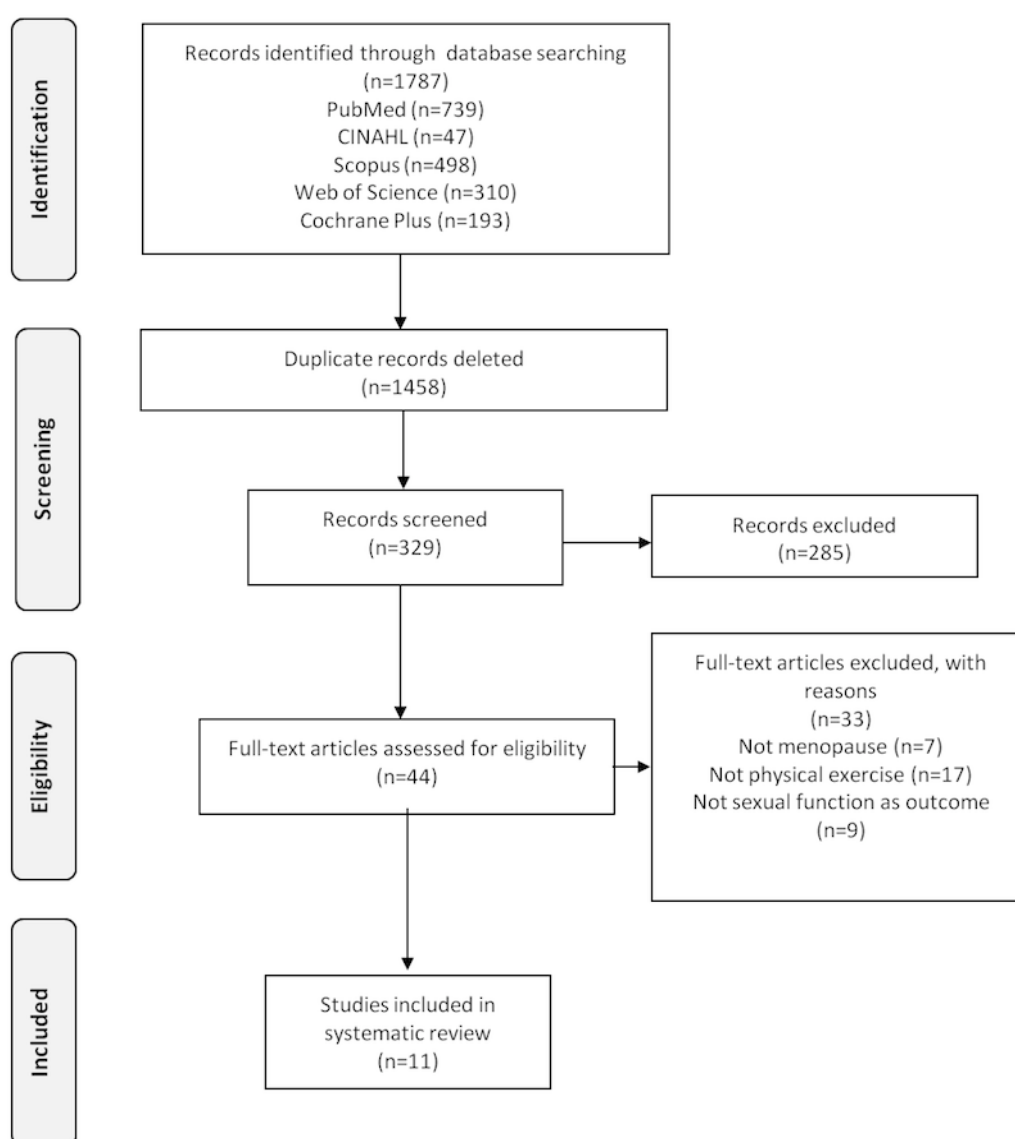 Identification
Records identified through database searching
(n=1787)
PubMed (n=739)
CINAHL (n=47)
Scopus (n=498)
Web of Science (n=310)
Cochrane Plus (n=193)
Screening
Duplicate records deleted
(n=1458)
Records screened
(n=329)
Records excluded
(n=285)
Eligibility
Full-text articles assessed for eligibility
(n=44)
Full-text articles excluded, with
reasons
(n=33)
Not menopause (n=7)
Not physical exercise (n=17)
Not sexual function as outcome
(n=9)
Included
Studies included in
systematic review
(n=11)